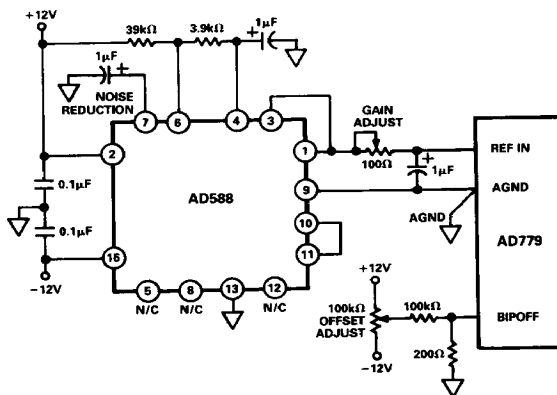 +12V
39kΩ
3.9kΩ
1µF
+
1µF
+
NOISE
REDUCTION
7
6
4
3
2
1
GAIN
ADJUST
100Ω
REF IN
+
1µF
0.1µF
AD588
9
AGND
AGND
AD779
10
11
0.1µF
16
-12V
5
8
13
12
N/C
N/C
N/C
+12V
100kΩ
OFFSET
ADJUST
100kΩ
BIPOFF
200Ω
-12V